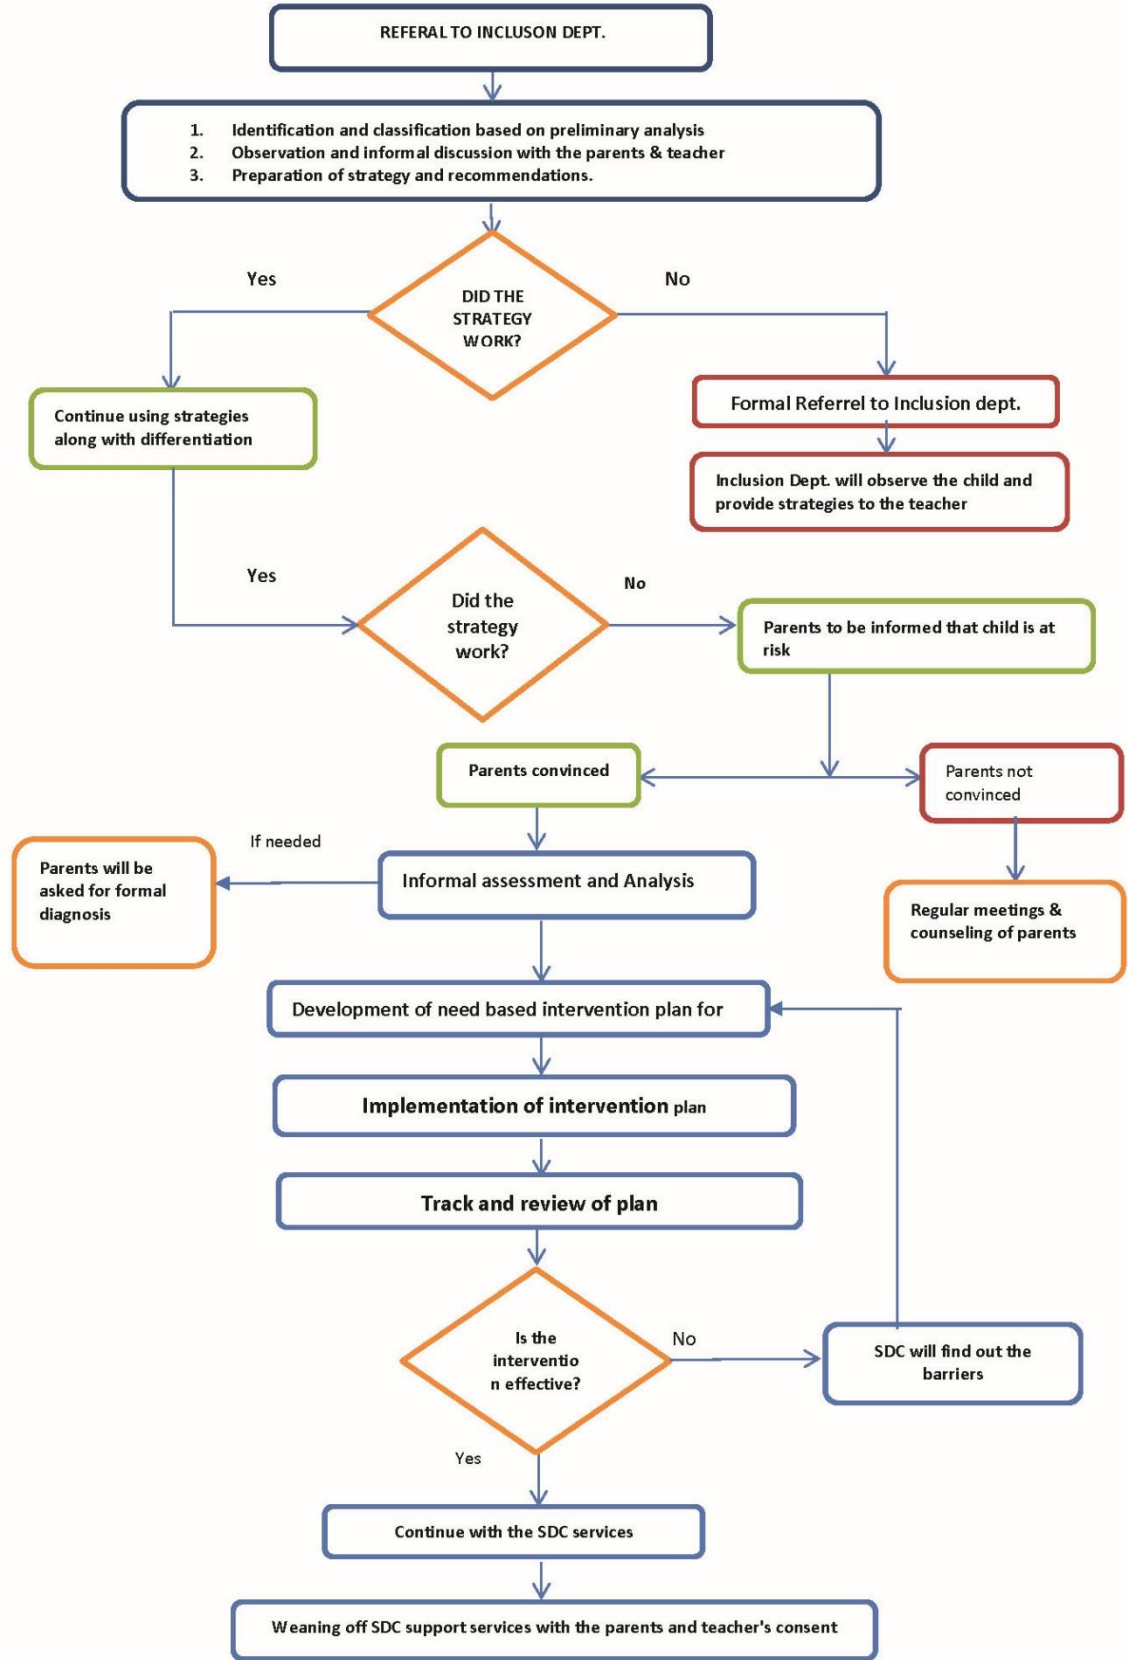 REFERAL TO INCLUSON DEPT.
1. Identification and classification based on preliminary analysis
2. Observation and informal discussion with the parents & teacher
3. Preparation of strategy and recommendations.
Yes
DID THE
STRATEGY
WORK?
No
Continue using strategies
along with differentiation
Formal Referrel to Inclusion dept.
Inclusion Dept. will observe the child and
provide strategies to the teacher
Yes
Did the
strategy
work?
No
Parents to be informed that child is at
risk
Parents convinced
Parents not
convinced
If needed
Parents will be
asked for formal
diagnosis
Informal assessment and Analysis
Regular meetings &
counseling of parents
Development of need based intervention plan for
Implementation of intervention plan
Track and review of plan
Is the
interventio
n effective?
No
SDC will find out the
barriers
Yes
Continue with the SDC services
Weaning off SDC support services with the parents and teacher's consent